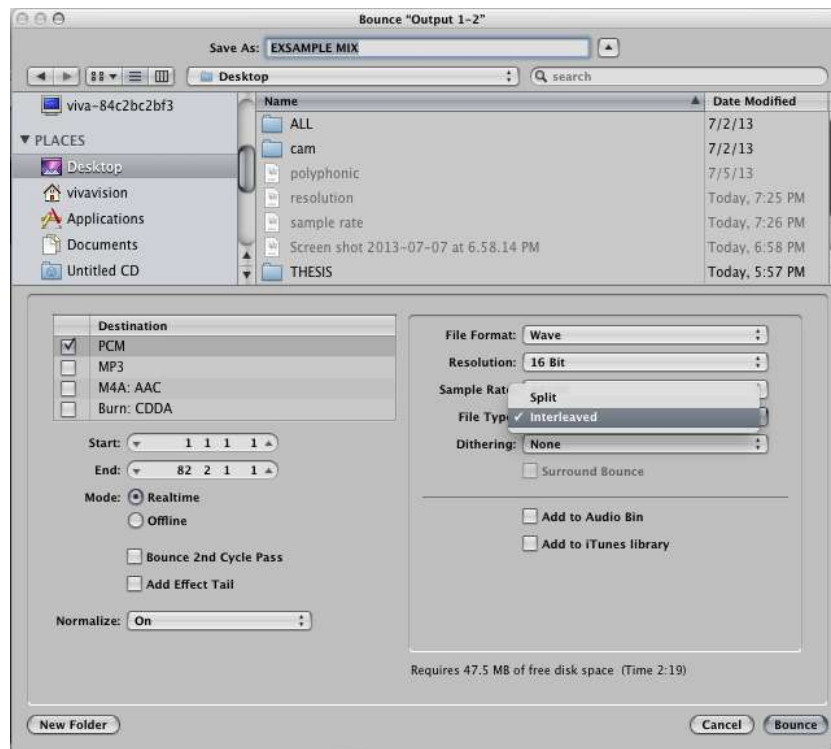 Bounce "Output 1-2"
Save As: EXSAMPLE MIX
Desktop search
viva-84c2bc2bf3
PLACES
Desktop
vivavision
Applications
Documents
Untitled CD
Name Date Modified
ALL 7/2/13
cam 7/2/13
polyphonic 7/5/13
resolution Today, 7:25 PM
sample rate Today, 7:26 PM
Screen shot 2013-07-07 at 6.58.14 PM Today, 6:58 PM
THESIS Today, 5:57 PM
Destination
PCM
MP3
M4A: AAC
Burn: CDDA
Start: 1 1 1 1
End: 82 2 1 1
Mode: Realtime
Offline
Bounce 2nd Cycle Pass
Add Effect Tail
Normalize: On
File Format: Wave
Resolution: 16 Bit
Sample Rat
Split
File Typ ✓ Interleaved
Dithering: None
Surround Bounce
Add to Audio Bin
Add to iTunes library
Requires 47.5 MB of free disk space (Time 2:19)
New Folder Cancel Bounce